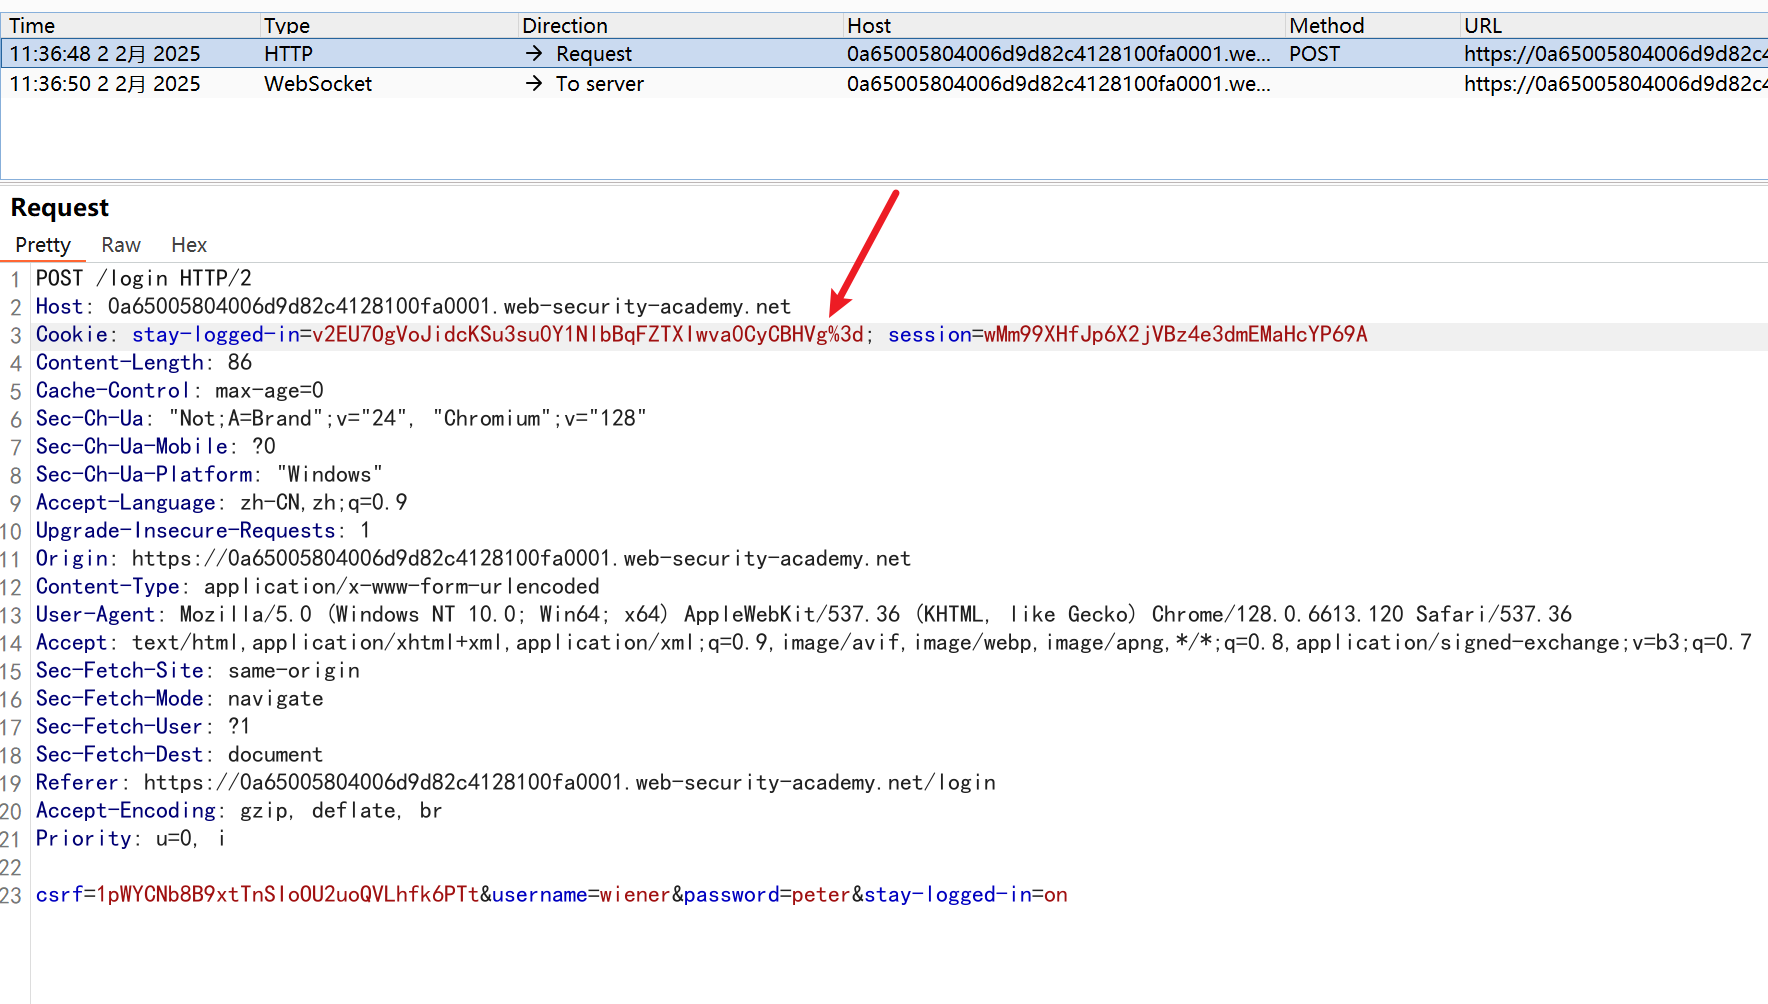 Time Type Direction Host Method URL
11:36:48 2 2月 2025 HTTP → Request 0a65005804006d9d82c4128100fa0001.we... POST https://0a65005804006d9d82c4
11:36:50 2 2月 2025 WebSocket → To server 0a65005804006d9d82c4128100fa0001.we... https://0a65005804006d9d82c4
Request
Pretty Raw Hex
1 POST /login HTTP/2
2 Host: 0a65005804006d9d82c4128100fa0001.web-security-academy.net
3 Cookie: stay-logged-in=v2EU7OgVoJidcKSu3suOY1NlbBqFZTXIwvaOCyCBHVg%3d; session=wMm99XHfJp6X2jVBz4e3dmEMaHcYP69A
4 Content-Length: 86
5 Cache-Control: max-age=0
6 Sec-Ch-Ua: "Not;A=Brand";v="24", "Chromium";v="128"
7 Sec-Ch-Ua-Mobile: ?0
8 Sec-Ch-Ua-Platform: "Windows"
9 Accept-Language: zh-CN,zh;q=0.9
10 Upgrade-Insecure-Requests: 1
11 Origin: https://0a65005804006d9d82c4128100fa0001.web-security-academy.net
12 Content-Type: application/x-www-form-urlencoded
13 User-Agent: Mozilla/5.0 (Windows NT 10.0; Win64; x64) AppleWebKit/537.36 (KHTML, like Gecko) Chrome/128.0.6613.120 Safari/537.36
14 Accept: text/html,application/xhtml+xml,application/xml;q=0.9,image/avif,image/webp,image/apng,*/*;q=0.8,application/signed-exchange;v=b3;q=0.7
15 Sec-Fetch-Site: same-origin
16 Sec-Fetch-Mode: navigate
17 Sec-Fetch-User: ?1
18 Sec-Fetch-Dest: document
19 Referer: https://0a65005804006d9d82c4128100fa0001.web-security-academy.net/login
20 Accept-Encoding: gzip, deflate, br
21 Priority: u=0, i
22
23 csrf=1pWYCNb8B9xtTnSIoOU2uoQVLhfk6PTt&username=wiener&password=peter&stay-logged-in=on